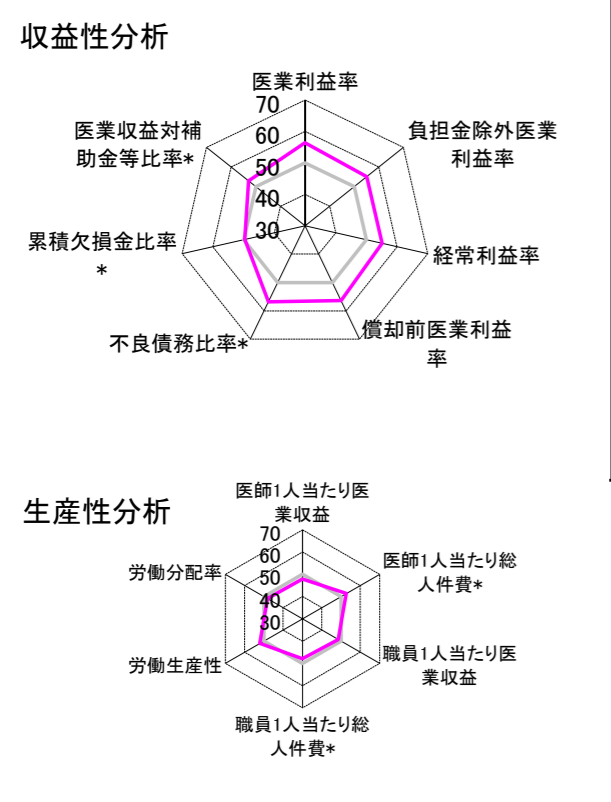 収益性分析
医業利益率
70
60
50
40
30
負担金除外医業
利益率
経常利益率
償却前医業利益
率
不良債務比率*
累積欠損金比率
*
医業収益対補
助金等比率*
生産性分析
医師1人当たり医
業収益
70
60
50
40
30
医師1人当たり総
人件費*
職員1人当たり医
業収益
職員1人当たり総
人件費*
労働生産性
労働分配率